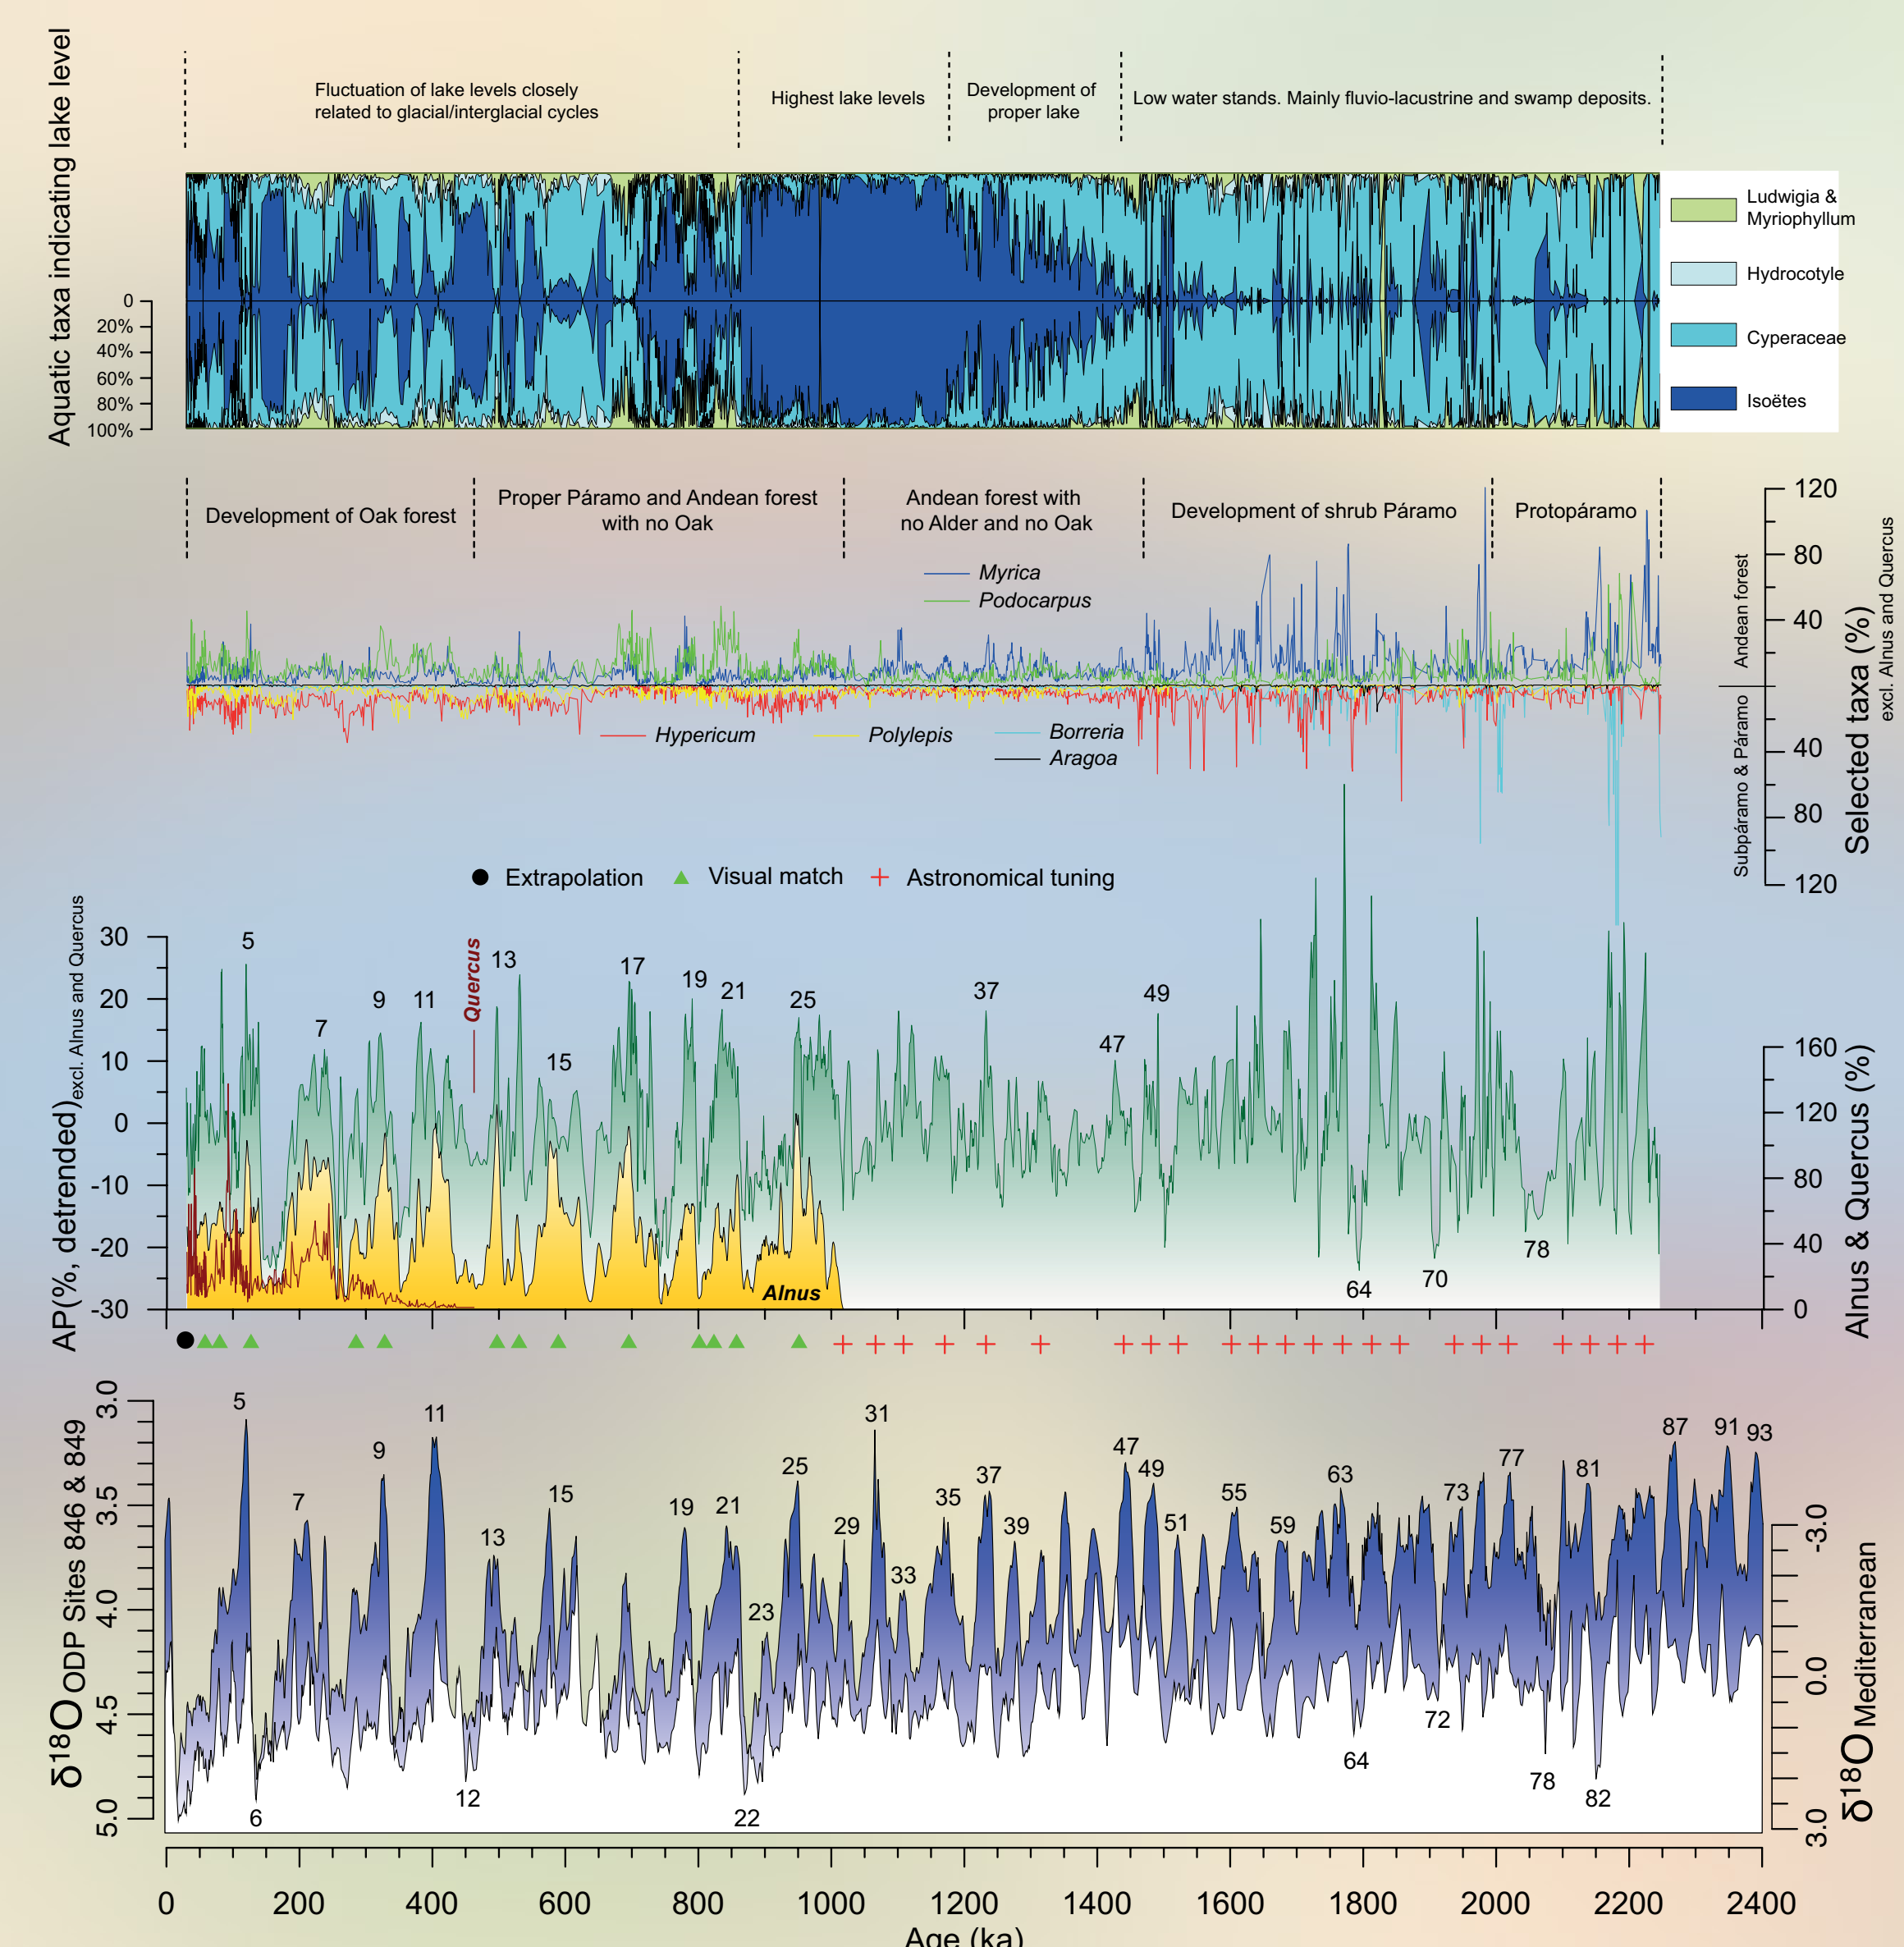 Aquatic taxa indicating lake level
Fluctuation of lake levels closely
related to glacial/interglacial cycles
Highest lake levels
Development of
proper lake
Low water stands. Mainly fluvio-lacustrine and swamp deposits.
0
20%
40%
60%
80%
100%
Ludwigia &
Myriophyllum
Hydrocotyle
Cyperaceae
Isoëtes
Development of Oak forest
Proper Páramo and Andean forest
with no Oak
Andean forest with
no Alder and no Oak
Development of shrub Páramo
Protopáramo
Myrica
Podocarpus
Hypericum
Polylepis
Borreria
Aragoa
120
80
40
40
80
120
Andean forest
Subpáramo & Páramo
Selected taxa (%)
excl. Alnus and Quercus
Extrapolation
Visual match
Astronomical tuning
AP(%, detrended)excl. Alnus and Quercus
30
20
10
0
-10
-20
-30
5
7
9
11
Quercus
13
15
17
19
21
25
37
47
49
64
70
78
Alnus
160
120
80
40
0
Alnus & Quercus (%)
δ18O ODP Sites 846 & 849
3.0
3.5
4.0
4.5
5.0
5
6
7
9
11
12
13
15
19
21
22
23
25
29
31
33
35
37
39
47
49
51
55
59
63
64
72
73
77
78
81
82
87
91
93
-3.0
0.0
3.0
δ18O Mediterranean
0
200
400
600
800
1000
1200
1400
1600
1800
2000
2200
2400
Age (ka)